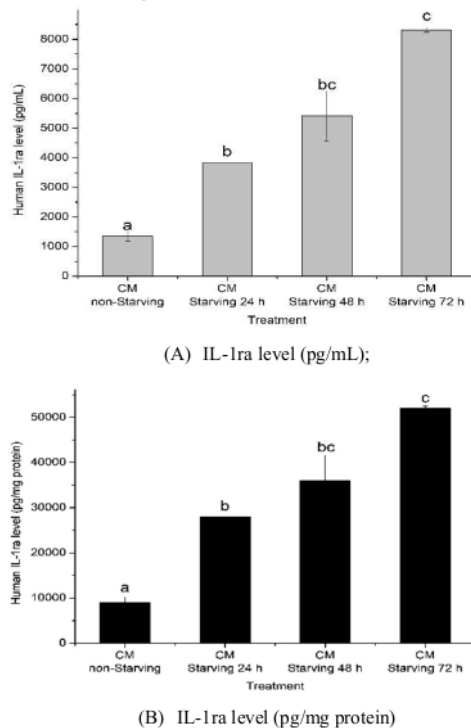 8000
7000
6000
5000
4000
3000
2000
1000
0
Human IL-1ra level (pg/mL)
a
b
bc
c
CM CM CM CM
non-Starving Starving 24 h Starving 48 h Starving 72 h
Treatment
(A) IL-1ra level (pg/mL);
50000
40000
30000
20000
10000
0
Human IL-1ra level (pg/mg protein)
a
b
bc
c
CM CM CM CM
non-Starving Starving 24 h Starving 48 h Starving 72 h
Treatment
(B) IL-1ra level (pg/mg protein)